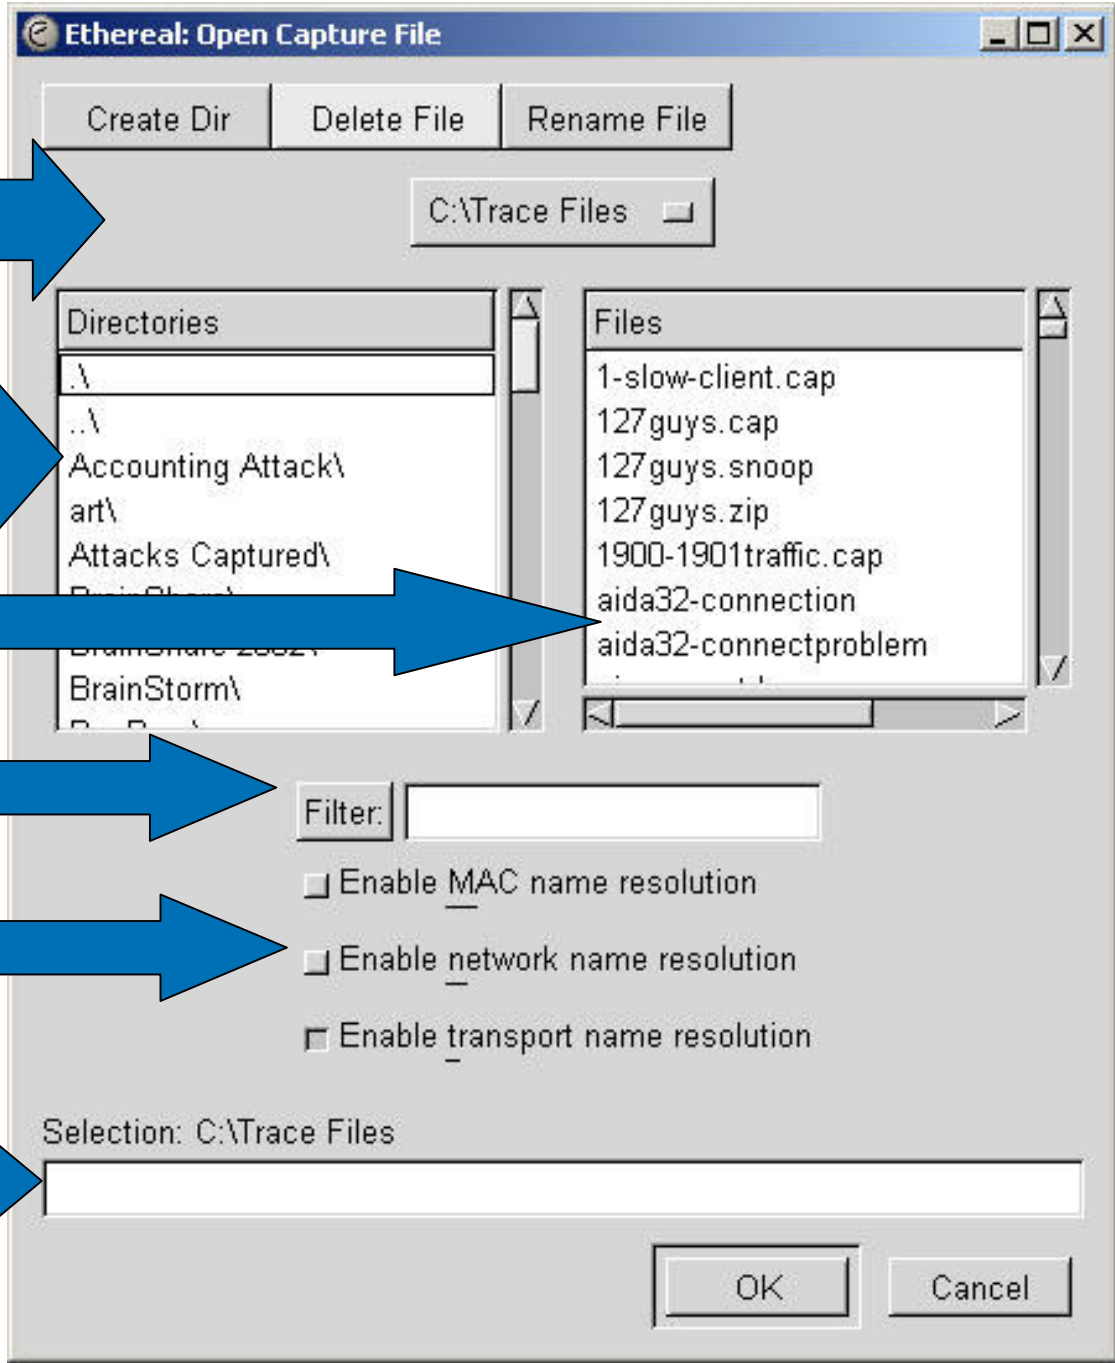 Ethereal: Open Capture File
Create Dir
Delete File
Rename File
C:\Trace Files
Directories
.\
..\
Accounting Attack\
art\
Attacks Captured\
BrainStorm\
Files
1-slow-client.cap
127guys.cap
127guys.snoop
127guys.zip
1900-1901traffic.cap
aida32-connection
aida32-connectproblem
Filter:
Enable MAC name resolution
Enable network name resolution
Enable transport name resolution
Selection: C:\Trace Files
OK
Cancel